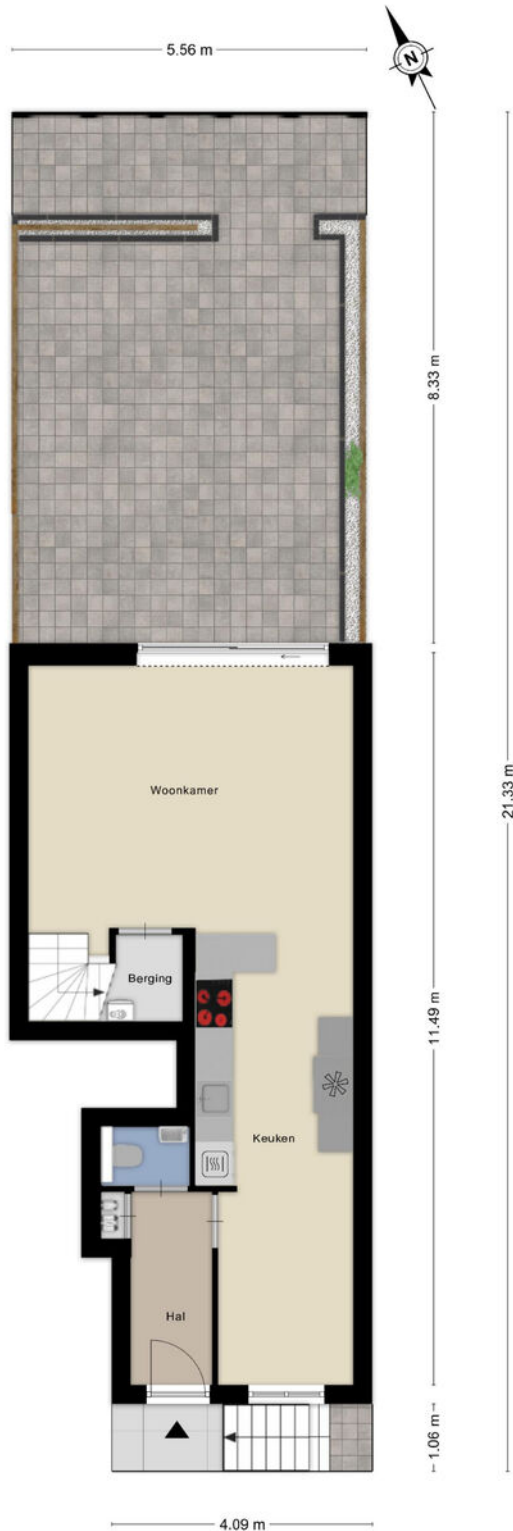 5.56 m
N
8.33 m
21.33 m
Woonkamer
Berging
11.49 m
Keuken
Hal
1.06 m
4.09 m